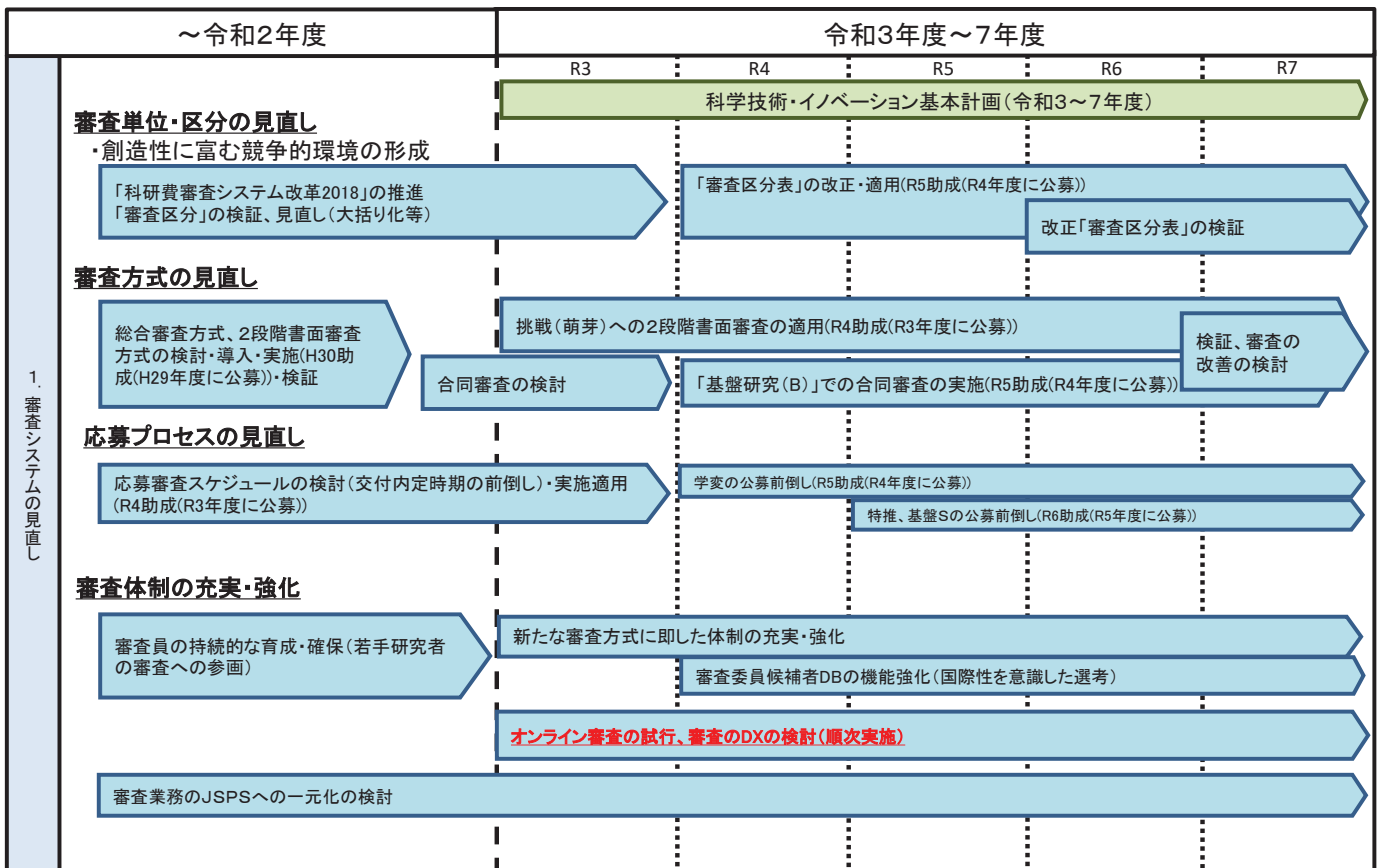 ～令和2年度
令和3年度～7年度
R3
R4
R5
R6
R7
科学技術・イノベーション基本計画(令和3～7年度)
1．審査システムの見直し
審査単位・区分の見直し
・創造性に富む競争的環境の形成
「科研費審査システム改革2018」の推進
「審査区分」の検証、見直し(大括り化等)
「審査区分表」の改正・適用(R5助成(R4年度に公募))
改正「審査区分表」の検証
審査方式の見直し
総合審査方式、2段階書面審査
方式の検討・導入・実施(H30助
成(H29年度に公募))・検証
合同審査の検討
挑戦(萌芽)への2段階書面審査の適用(R4助成(R3年度に公募))
「基盤研究(B)」での合同審査の実施(R5助成(R4年度に公募))
検証、審査の
改善の検討
応募プロセスの見直し
応募審査スケジュールの検討(交付内定時期の前倒し)・実施適用
(R4助成(R3年度に公募))
学変の公募前倒し(R5助成(R4年度に公募))
特推、基盤Sの公募前倒し(R6助成(R5年度に公募))
審査体制の充実・強化
審査員の持続的な育成・確保(若手研究者
の審査への参画)
新たな審査方式に即した体制の充実・強化
審査委員候補者DBの機能強化(国際性を意識した選考)
オンライン審査の試行、審査のDXの検討(順次実施)
審査業務のJSPSへの一元化の検討